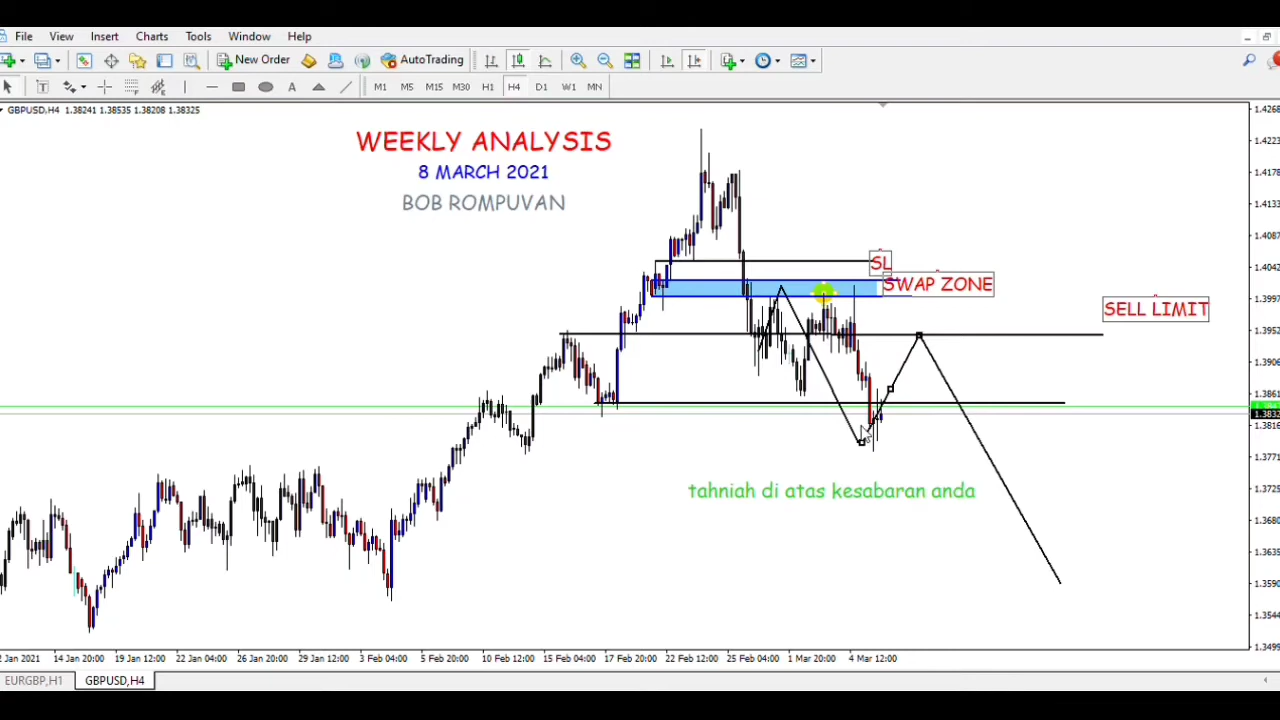 File View Insert Charts Tools Window Help
New Order AutoTrading
A T M1 M5 M15 M30 H1 H4 D1 W1 MN
GBPUSD,H4 1.38241 1.38535 1.38208 1.38325
WEEKLY ANALYSIS
8 MARCH 2021
BOB ROMPUVAN
SL
SWAP ZONE
SELL LIMIT
tahniah di atas kesabaran anda
1.4268
1.4223
1.4178
1.4133
1.4087
1.4042
1.3997
1.3952
1.3906
1.3861
1.3832
1.3816
1.3771
1.3725
1.3680
1.3635
1.3590
1.3544
1.3499
2 Jan 2021 14 Jan 20:00 19 Jan 12:00 22 Jan 04:00 26 Jan 20:00 29 Jan 12:00 3 Feb 04:00 5 Feb 20:00 10 Feb 12:00 15 Feb 04:00 17 Feb 20:00 22 Feb 12:00 25 Feb 04:00 1 Mar 20:00 4 Mar 12:00
EURGBP,H1 GBPUSD,H4